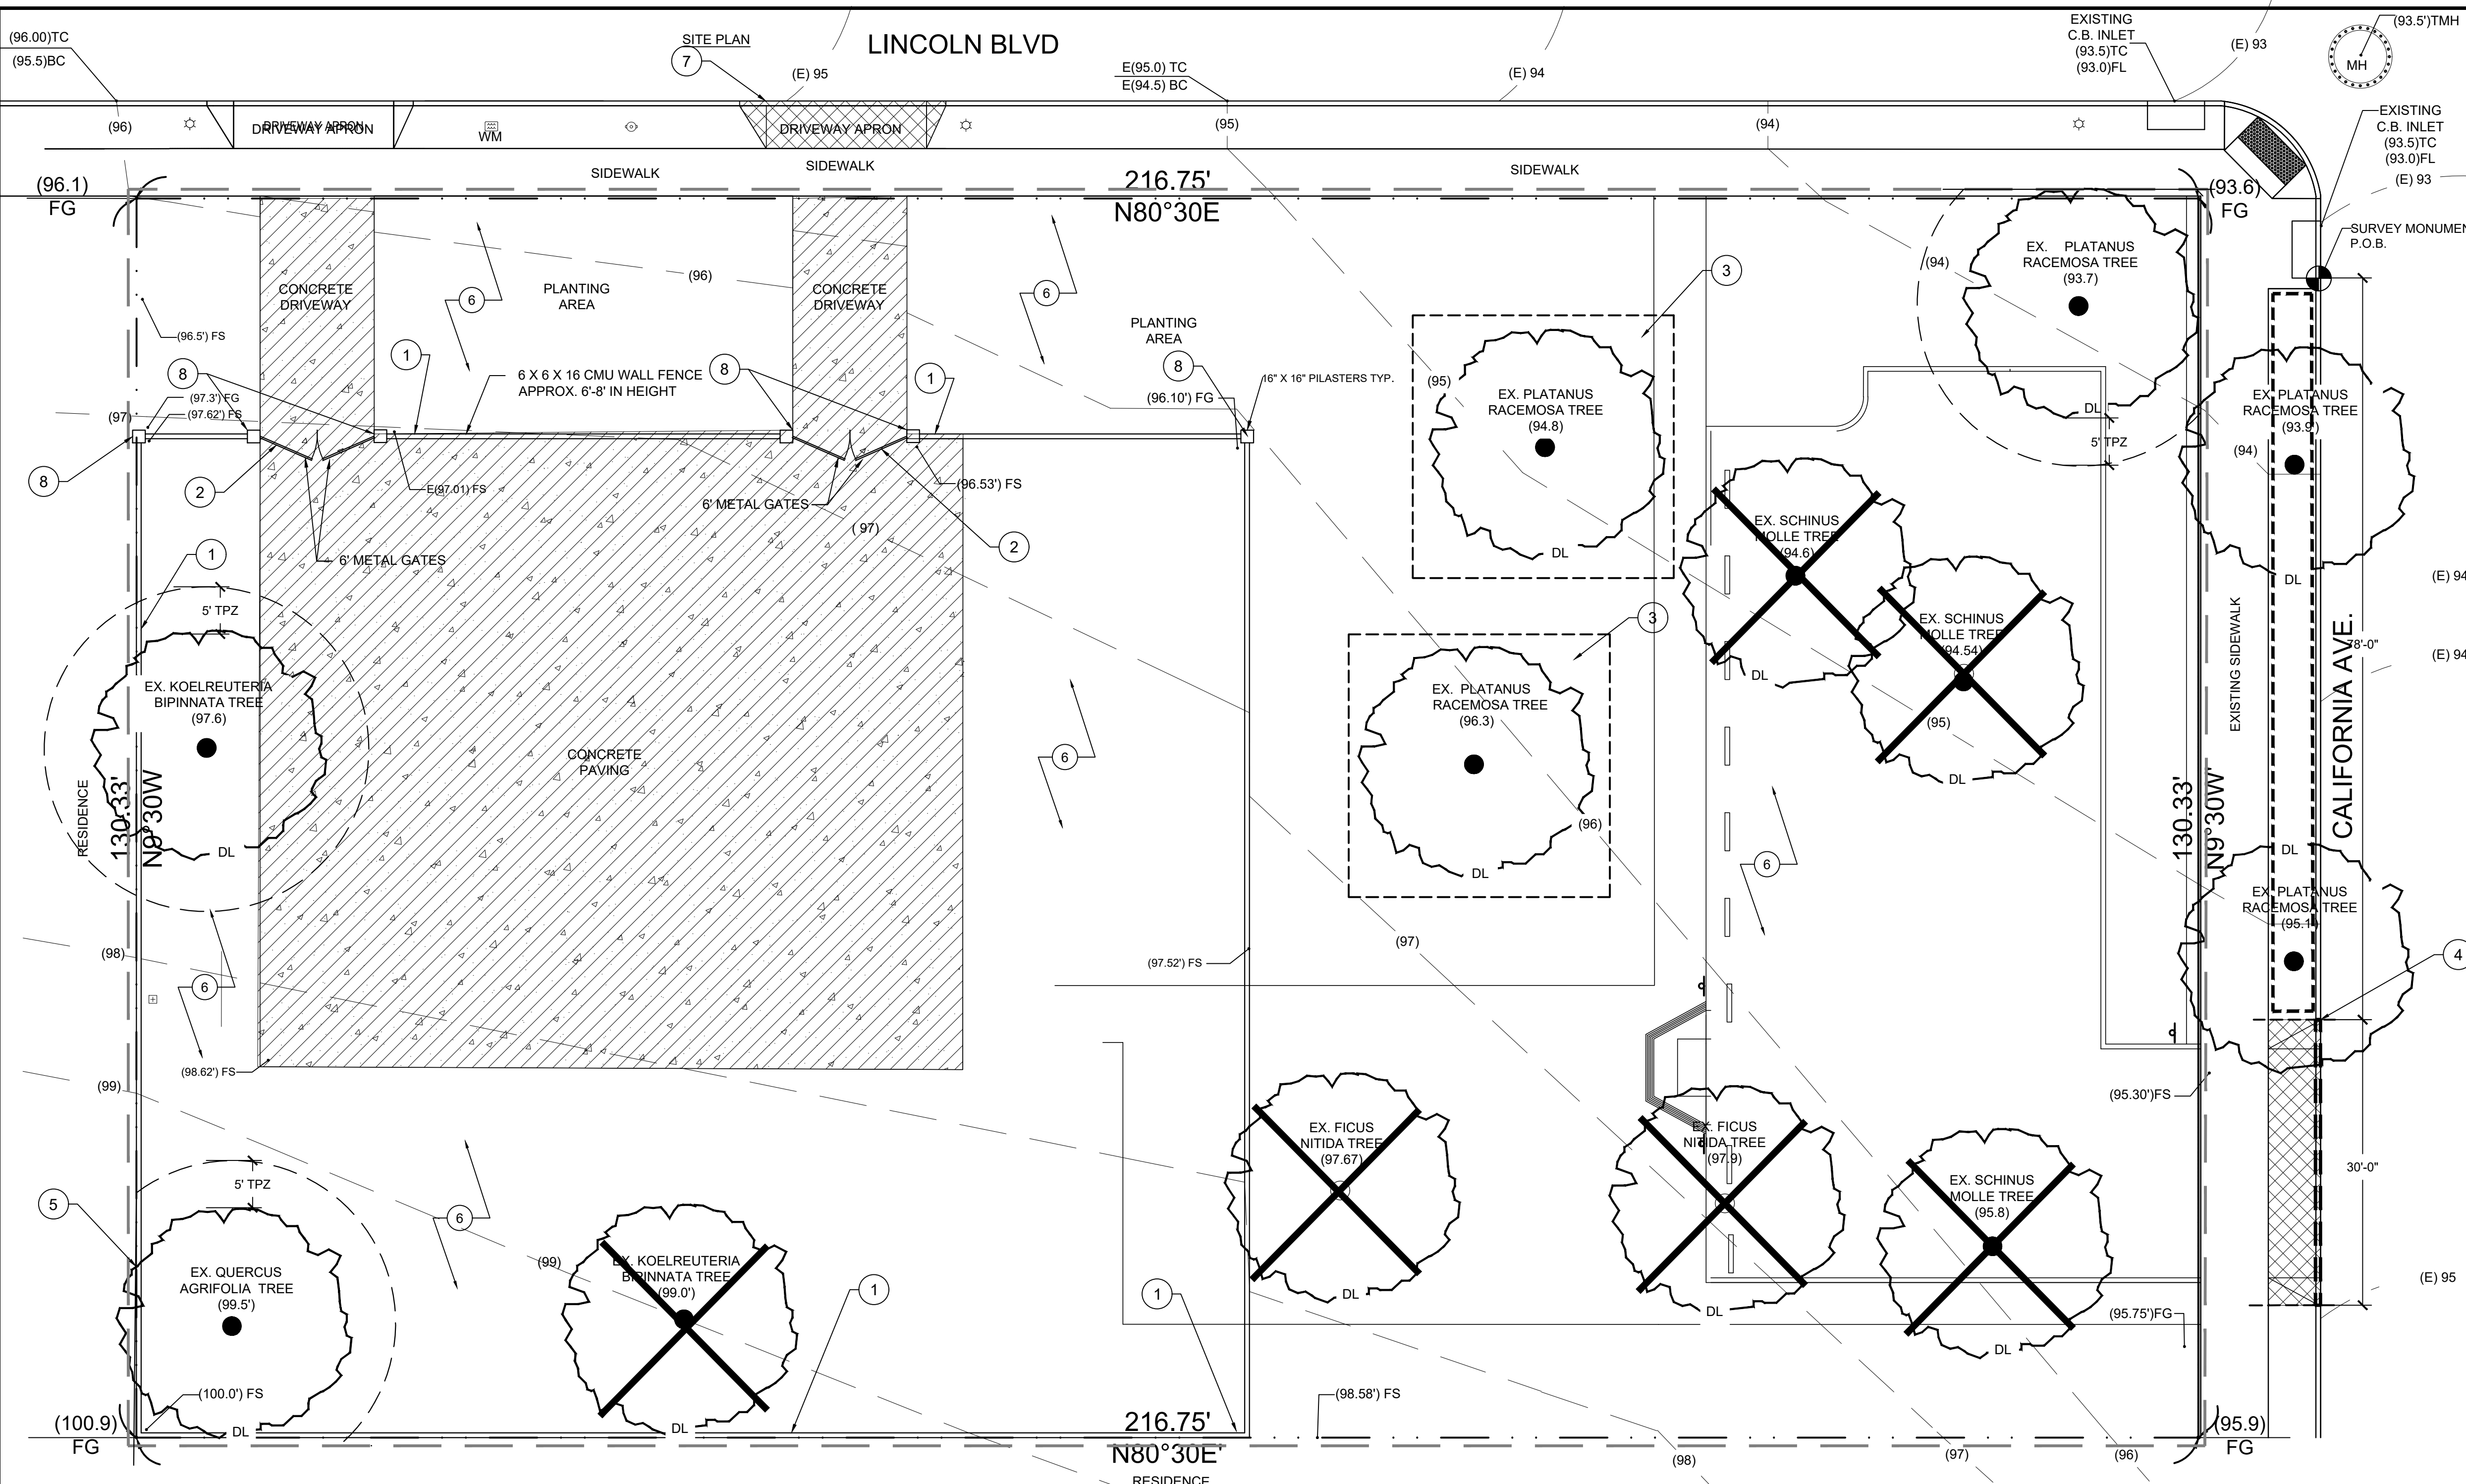 (96.00)TC
(95.5)BC
SITE PLAN
7
LINCOLN BLVD
(E) 95
E(95.0) TC
E(94.5) BC
(E) 94
EXISTING
C.B. INLET
(93.5)TC
(93.0)FL
(E) 93
(93.5')TMH
MH
EXISTING
C.B. INLET
(93.5)TC
(93.0)FL
(E) 93
(96)
DRIVEWAY APRON
DRIVEWAY APRON
WM
DRIVEWAY APRON
(95)
(94)
SIDEWALK
SIDEWALK
SIDEWALK
(96.1)
FG
216.75'
N80°30E
(93.6)
FG
SURVEY MONUMEN
P.O.B.
CONCRETE
DRIVEWAY
6
PLANTING
AREA
(96)
CONCRETE
DRIVEWAY
6
PLANTING
AREA
3
EX. PLATANUS
RACEMOSA TREE
(93.7)
(94)
DL
5' TPZ
(96.5') FS
8
1
6 X 6 X 16 CMU WALL FENCE
APPROX. 6'-8' IN HEIGHT
8
1
8
16" X 16" PILASTERS TYP.
(96.10') FG
(97.3') FG
(97.62') FS
(97)
8
2
E(97.01) FS
6' METAL GATES
6' METAL GATES
(96.53') FS
( 97)
2
(95)
EX. PLATANUS
RACEMOSA TREE
(94.8)
DL
EX. PLATANUS
RACEMOSA TREE
(93.9)
(94)
DL
EX. SCHINUS
MOLLE TREE
(94.6)
DL
EX. SCHINUS
MOLLE TREE
(94.54)
(95)
DL
1
5' TPZ
EX. KOELREUTERIA
BIPINNATA TREE
(97.6)
DL
RESIDENCE
130.33'
N9°30W
CONCRETE
PAVING
6
3
EX. PLATANUS
RACEMOSA TREE
(96.3)
(96)
DL
6
EXISTING SIDEWALK
130.33'
N9°30W
CALIFORNIA AVE.
78'-0"
(E) 94
(E) 94
DL
EX. PLATANUS
RACEMOSA TREE
(95.1)
4
(98)
6
(98.62') FS
(99)
(97.52') FS
(97)
(95.30')FS
30'-0"
5
5' TPZ
EX. QUERCUS
AGRIFOLIA TREE
(99.5')
(100.0') FS
DL
6
(99)
EX. KOELREUTERIA
BIPINNATA TREE
(99.0')
DL
1
1
EX. FICUS
NITIDA TREE
(97.67)
DL
EX. FICUS
NITIDA TREE
(97.9)
DL
EX. SCHINUS
MOLLE TREE
(95.8)
DL
(E) 95
(95.75')FG
(98.58') FS
(100.9)
FG
216.75'
N80°30E'
RESIDENCE
(98)
(97)
(96)
(95.9)
FG